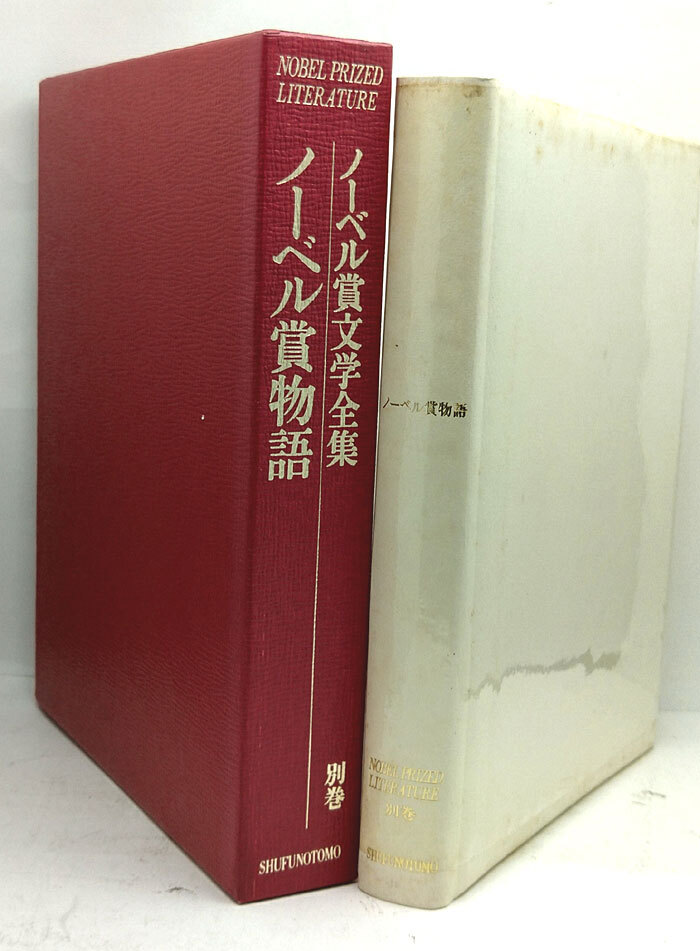 NOBEL PRIZED
LITERATURE
ノーベル賞文学全集
ノーベル賞物語
別巻
SHUFUNOTOMO
ノーベル賞物語
NOBEL PRIZED
LITERATURE
別巻
SHUFUNOTOMO